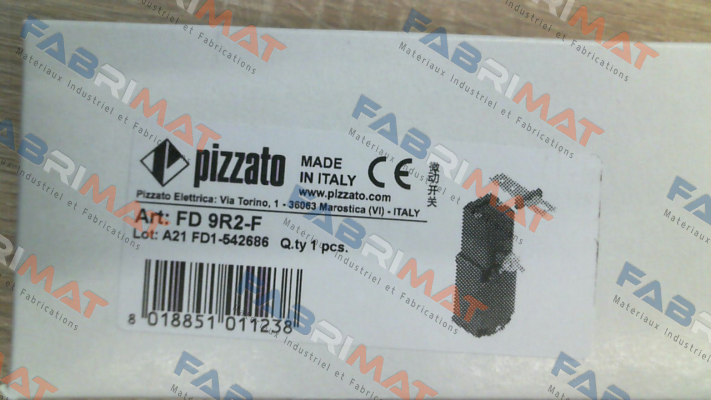 pizzato
MADE
IN ITALY
CE
www.pizzato.com
微动开关
Pizzato Elettrica: Via Torino, 1 - 36063 Marostica (VI) - ITALY
Art: FD 9R2-F
Lot: A21 FD1-542686 Q.ty 1 pcs.
8 018851 011238
FABRIMAT
Materiaux Industriel et Fabrications